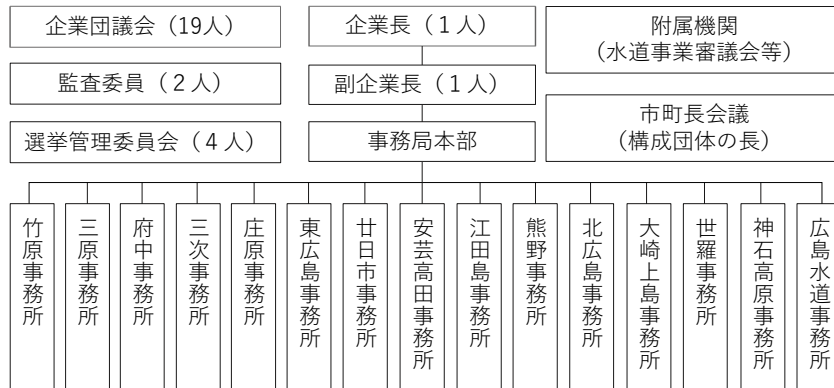 企業団議会（19人）
企業長（１人）
附属機関
（水道事業審議会等）
監査委員（２人）
副企業長（１人）
市町長会議
（構成団体の長）
選挙管理委員会（４人）
事務局本部
竹原事務所
三原事務所
府中事務所
三次事務所
庄原事務所
東広島事務所
廿日市事務所
安芸高田事務所
江田島事務所
熊野事務所
北広島事務所
大崎上島事務所
世羅事務所
神石高原事務所
広島水道事務所